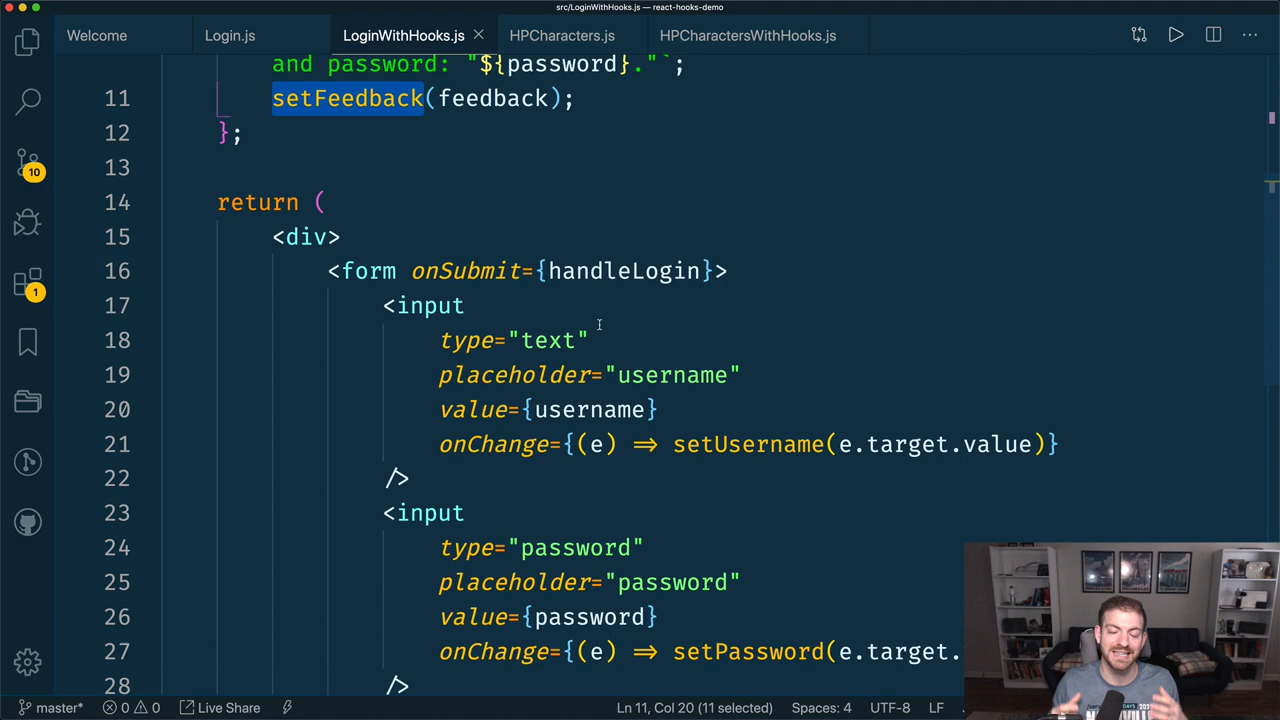 src/LoginWithHooks.js — react-hooks-demo
Welcome
Login.js
LoginWithHooks.js
HPCharacters.js
HPCharactersWithHooks.js
and password: "${password}."`;
11 setFeedback(feedback);
12 };
13
14 return (
15 <div>
16 <form onSubmit={handleLogin}>
17 <input
18 type="text"
19 placeholder="username"
20 value={username}
21 onChange={(e) => setUsername(e.target.value)}
22 />
23 <input
24 type="password"
25 placeholder="password"
26 value={password}
27 onChange={(e) => setPassword(e.target.
28 />
10
1
master*
0
0
Live Share
Ln 11, Col 20 (11 selected)
Spaces: 4
UTF-8
LF